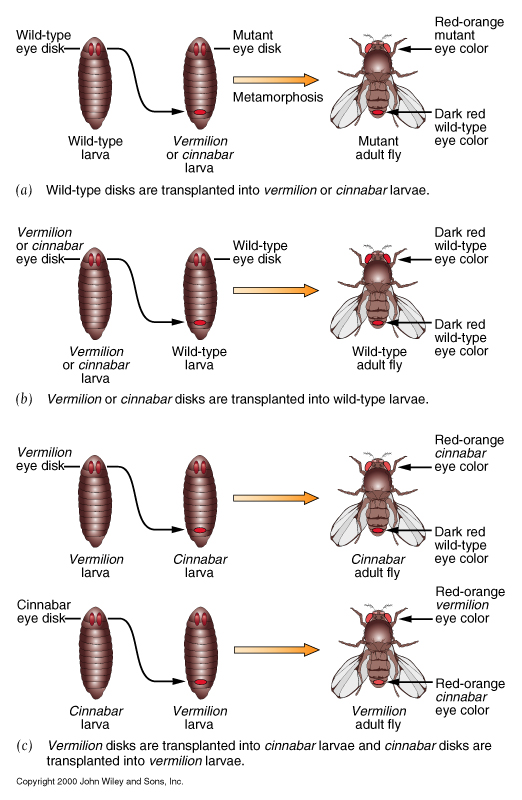 Wild-type
eye disk
Mutant
eye disk
Red-orange
mutant
eye color
Metamorphosis
Dark red
wild-type
eye color
Wild-type
larva
Vermilion
or cinnabar
larva
Mutant
adult fly
(a) Wild-type disks are transplanted into vermilion or cinnabar larvae.
Vermilion
or cinnabar
eye disk
Wild-type
eye disk
Dark red
wild-type
eye color
Dark red
wild-type
eye color
Vermilion
or cinnabar
larva
Wild-type
larva
Wild-type
adult fly
(b) Vermilion or cinnabar disks are transplanted into wild-type larvae.
Vermilion
eye disk
Red-orange
cinnabar
eye color
Dark red
wild-type
eye color
Vermilion
larva
Cinnabar
larva
Cinnabar
adult fly
Cinnabar
eye disk
Red-orange
vermilion
eye color
Red-orange
cinnabar
eye color
Cinnabar
larva
Vermilion
larva
Vermilion
adult fly
(c) Vermilion disks are transplanted into cinnabar larvae and cinnabar disks are
transplanted into vermilion larvae.
Copyright 2000 John Wiley and Sons, Inc.